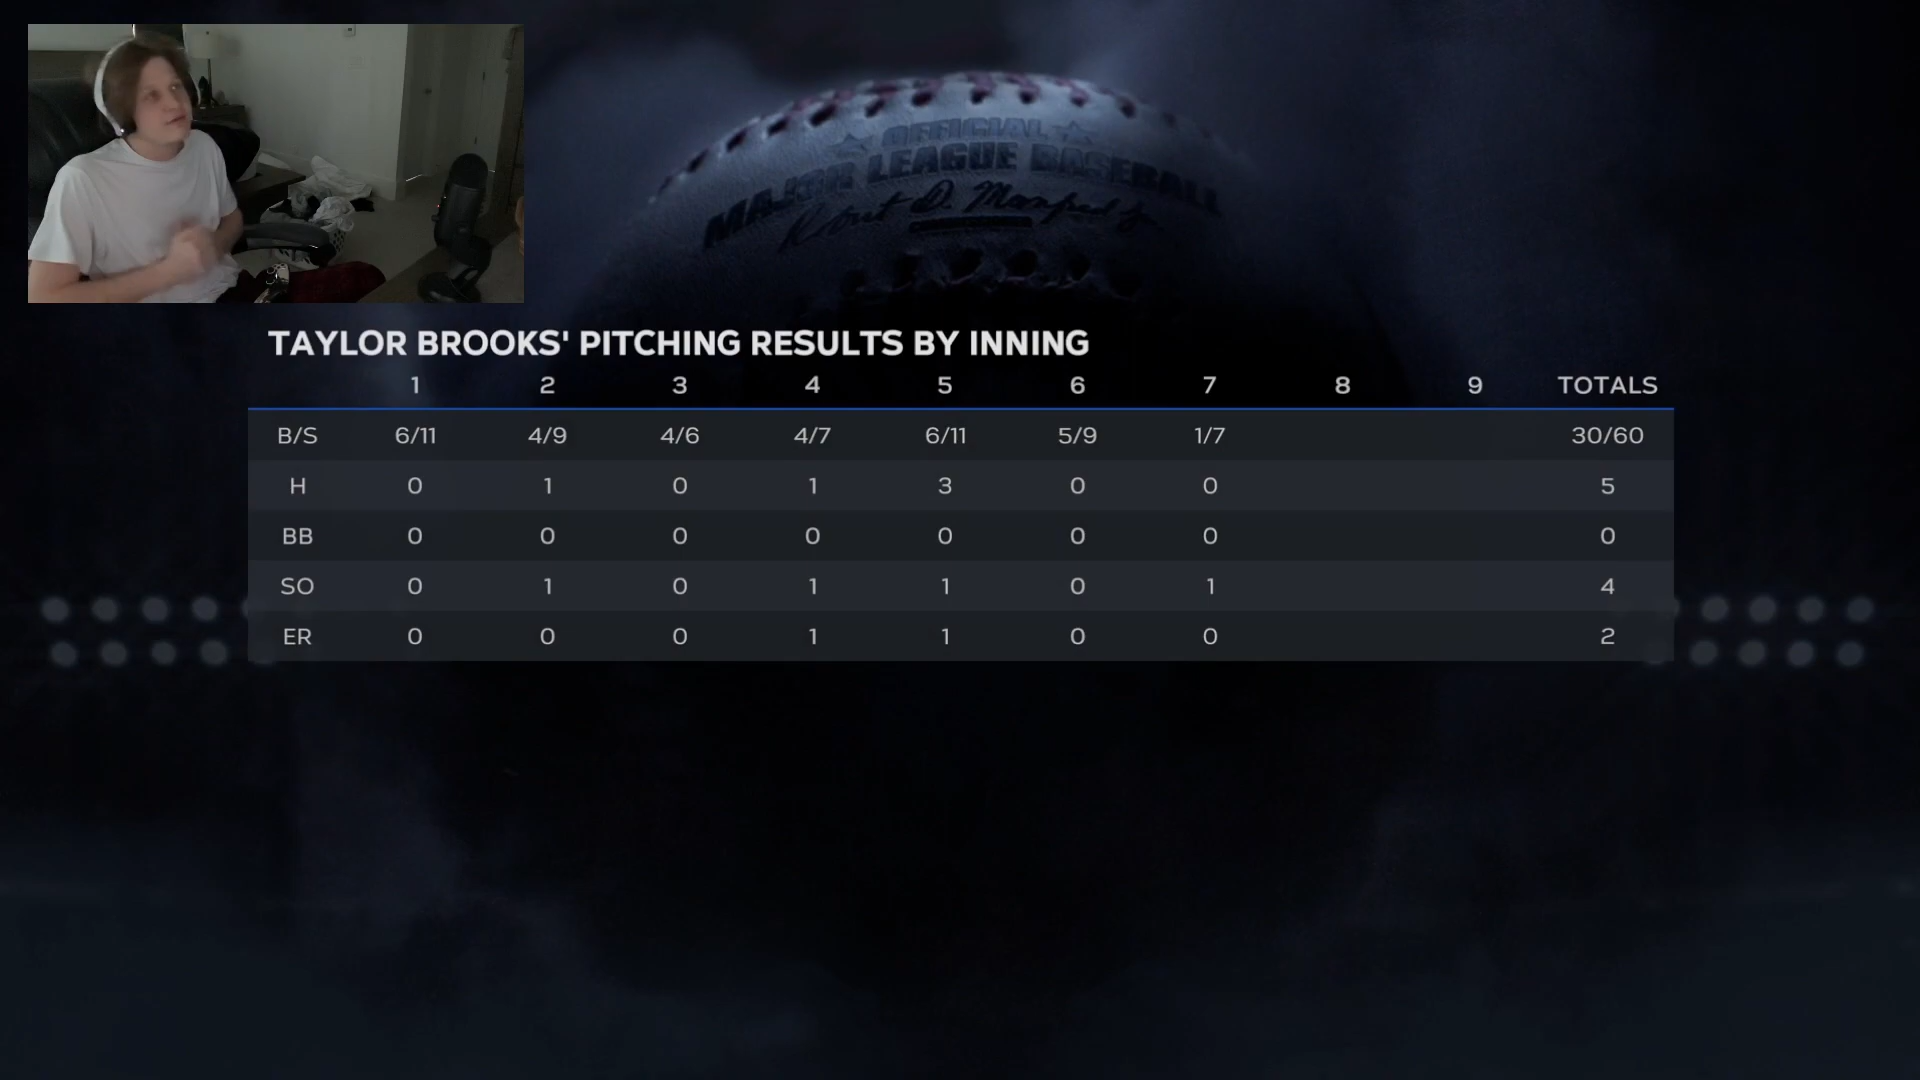 OFFICIAL
MAJOR LEAGUE BASEBALL
Robert D. Manfred Jr.
TAYLOR BROOKS' PITCHING RESULTS BY INNING
1 2 3 4 5 6 7 8 9 TOTALS
B/S 6/11 4/9 4/6 4/7 6/11 5/9 1/7 30/60
H 0 1 0 1 3 0 0 5
BB 0 0 0 0 0 0 0 0
SO 0 1 0 1 1 0 1 4
ER 0 0 0 1 1 0 0 2